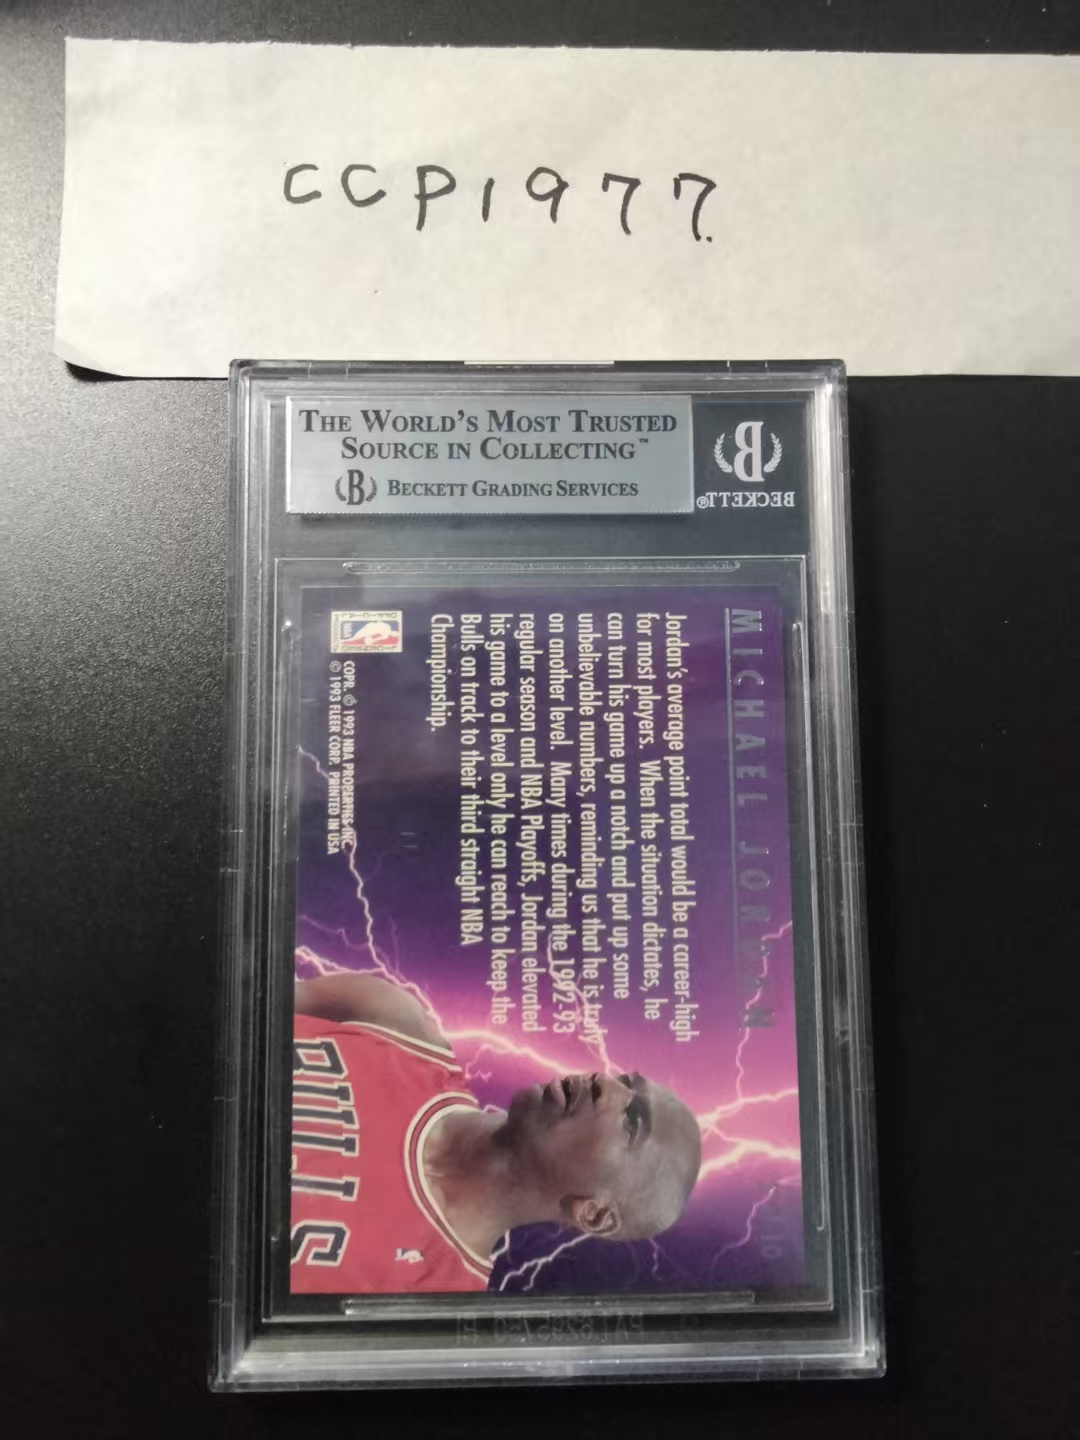 CCP1977.
THE WORLD'S MOST TRUSTED
SOURCE IN COLLECTING™
BECKETT GRADING SERVICES
B
BECKETT®
MICHAEL JORDAN
Jordan's average point total would be a career-high
for most players. When the situation dictates, he
can turn his game up a notch and put up some
unbelievable numbers, reminding us that he is truly
on another level. Many times during the 1992-93
regular season and NBA Playoffs, Jordan elevated
his game to a level only he can reach to keep the
Bulls on track to their third straight NBA
Championship.
COPR. © 1993 NBA PROPERTIES INC.
© 1993 FLEER CORP. PRINTED IN USA
BULLS